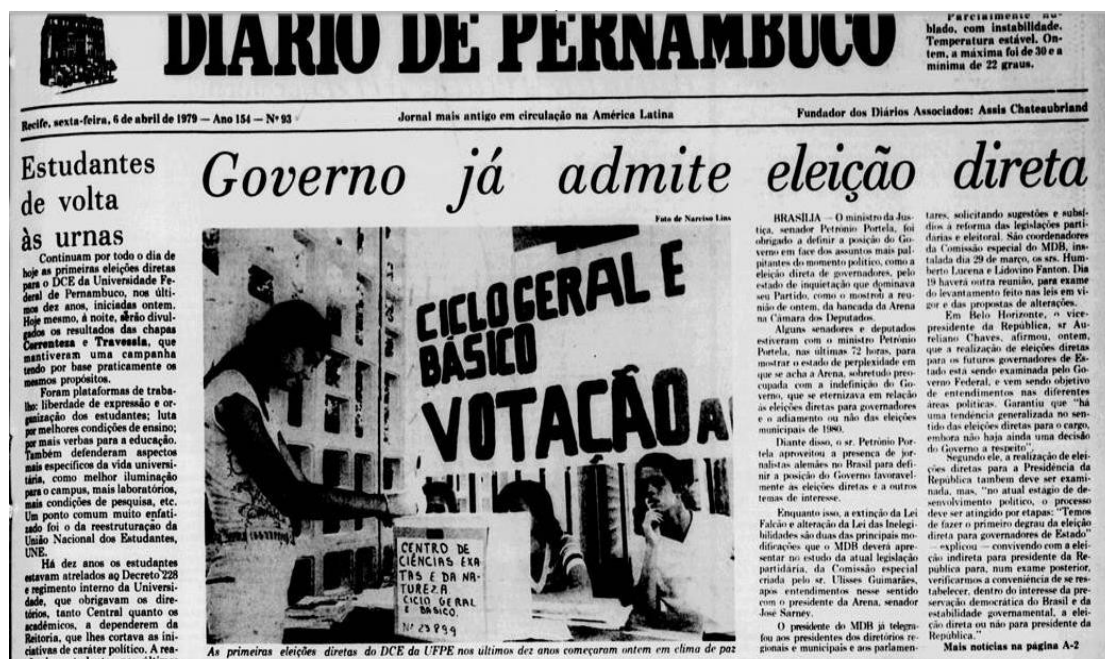 DIARIO DE PERNAMBUCO
Parcialmente nu-
blado, com instabilidade.
Temperatura estável. On-
tem, a máxima foi de 30 e a
mínima de 22 graus.
Recife, sexta-feira, 6 de abril de 1979 — Ano 154 — Nº 93
Jornal mais antigo em circulação na América Latina
Fundador dos Diários Associados: Assis Chateaubriand
Estudantes
de volta
às urnas
Continuam por todo o dia de
hoje as primeiras eleições diretas
para o DCE da Universidade Fe-
deral de Pernambuco, nos últi-
mos dez anos, iniciadas ontem.
Hoje mesmo, à noite, serão divul-
gados os resultados das chapas
Correnteza e Travessia, que
mantiveram uma campanha
tendo por base praticamente os
mesmos propósitos.
Foram plataformas de traba-
lho: liberdade de expressão e or-
ganização dos estudantes; luta
por melhores condições de ensino;
por mais verbas para a educação.
Também defenderam aspectos
mais específicos da vida universi-
tária, como melhor iluminação
para o campus, mais laboratórios,
mais condições de pesquisa, etc.
Um ponto comum muito enfati-
zado foi o da reestruturação da
União Nacional dos Estudantes,
UNE.
Há dez anos os estudantes
estavam atrelados ao Decreto 228
e regimento interno da Universi-
dade, que obrigavam os dire-
tórios, tanto Central quanto os
acadêmicos, a dependerem da
Reitoria, que lhes cortava as ini-
ciativas de caráter político. A rea-
Governo já admite eleição direta
Foto de Narciso Lins
CICLO GERAL E
BÁSICO
VOTAÇÃO A
CENTRO DE
CIÊNCIAS EXA
TAS E DA NA-
TUREZA
CICLO GERAL
E BÁSICO.
Nº 23899
As primeiras eleições diretas do DCE da UFPE nos últimos dez anos começaram ontem em clima de paz
BRASÍLIA — O ministro da Jus-
tiça, senador Petrônio Portela, foi
obrigado a definir a posição do Go-
verno em face dos assuntos mais pal-
pitantes do momento político, como a
eleição direta de governadores, pelo
estado de inquietação que dominava
seu Partido, como o mostrou a reu-
nião de ontem, da bancada da Arena
na Câmara dos Deputados.
Alguns senadores e deputados
estiveram com o ministro Petrônio
Portela, nas últimas 72 horas, para
mostrar o estado de perplexidade em
que se acha a Arena, sobretudo preo-
cupada com a indefinição do Go-
verno, que se eternizava em relação
às eleições diretas para governadores
e o adiamento ou não das eleições
municipais de 1980.
Diante disso, o sr. Petrônio Por-
tela aproveitou a presença de jor-
nalistas alemães no Brasil para defi-
nir a posição do Governo favoravel-
mente às eleições diretas e a outros
temas de interesse.
Enquanto isso, a extinção da Lei
Falcão e alteração da Lei das Inelegi-
bilidades são duas das principais mo-
dificações que o MDB deverá apre-
sentar no estudo da atual legislação
partidária, da Comissão especial
criada pelo sr. Ulisses Guimarães,
após entendimentos nesse sentido
com o presidente da Arena, senador
José Sarney.
O presidente do MDB já telegra-
fou aos presidentes dos diretórios re-
gionais e municipais e aos parlamen-
tares, solicitando sugestões e subsí-
dios à reforma das legislações parti-
dárias e eleitoral. São coordenadores
da Comissão especial do MDB, ins-
talada dia 29 de março, os srs. Hum-
berto Lucena e Lidovino Fanton. Dia
19 haverá outra reunião, para exame
do levantamento feito nas leis em vi-
gor e das propostas de alterações.
Em Belo Horizonte, o vice-
presidente da República, sr Au-
reliano Chaves, afirmou, ontem,
que a realização de eleições diretas
para os futuros governadores de Es-
tado está sendo examinada pelo Go-
verno Federal, e vem sendo objetivo
de entendimentos nas diferentes
áreas políticas. Garantiu que "há
uma tendência generalizada no sen-
tido das eleições diretas para o cargo,
embora não haja ainda uma decisão
do Governo a respeito".
Segundo ele, a realização de elei-
ções diretas para a Presidência da
República também deve ser exami-
nada, mas, "no atual estágio de de-
senvolvimento político, o processo
deve ser atingido por etapas: "Temos
de fazer o primeiro degrau da eleição
direta para governadores de Estado"
— explicou — convivendo com a elei-
ção indireta para presidente da Re-
pública para, num exame posterior,
verificarmos a conveniência de se res-
tabelecer, dentro do interesse da pre-
servação democrática do Brasil e da
estabilidade governamental, a elei-
ção direta ou não para presidente da
República."
Mais notícias na página A-2